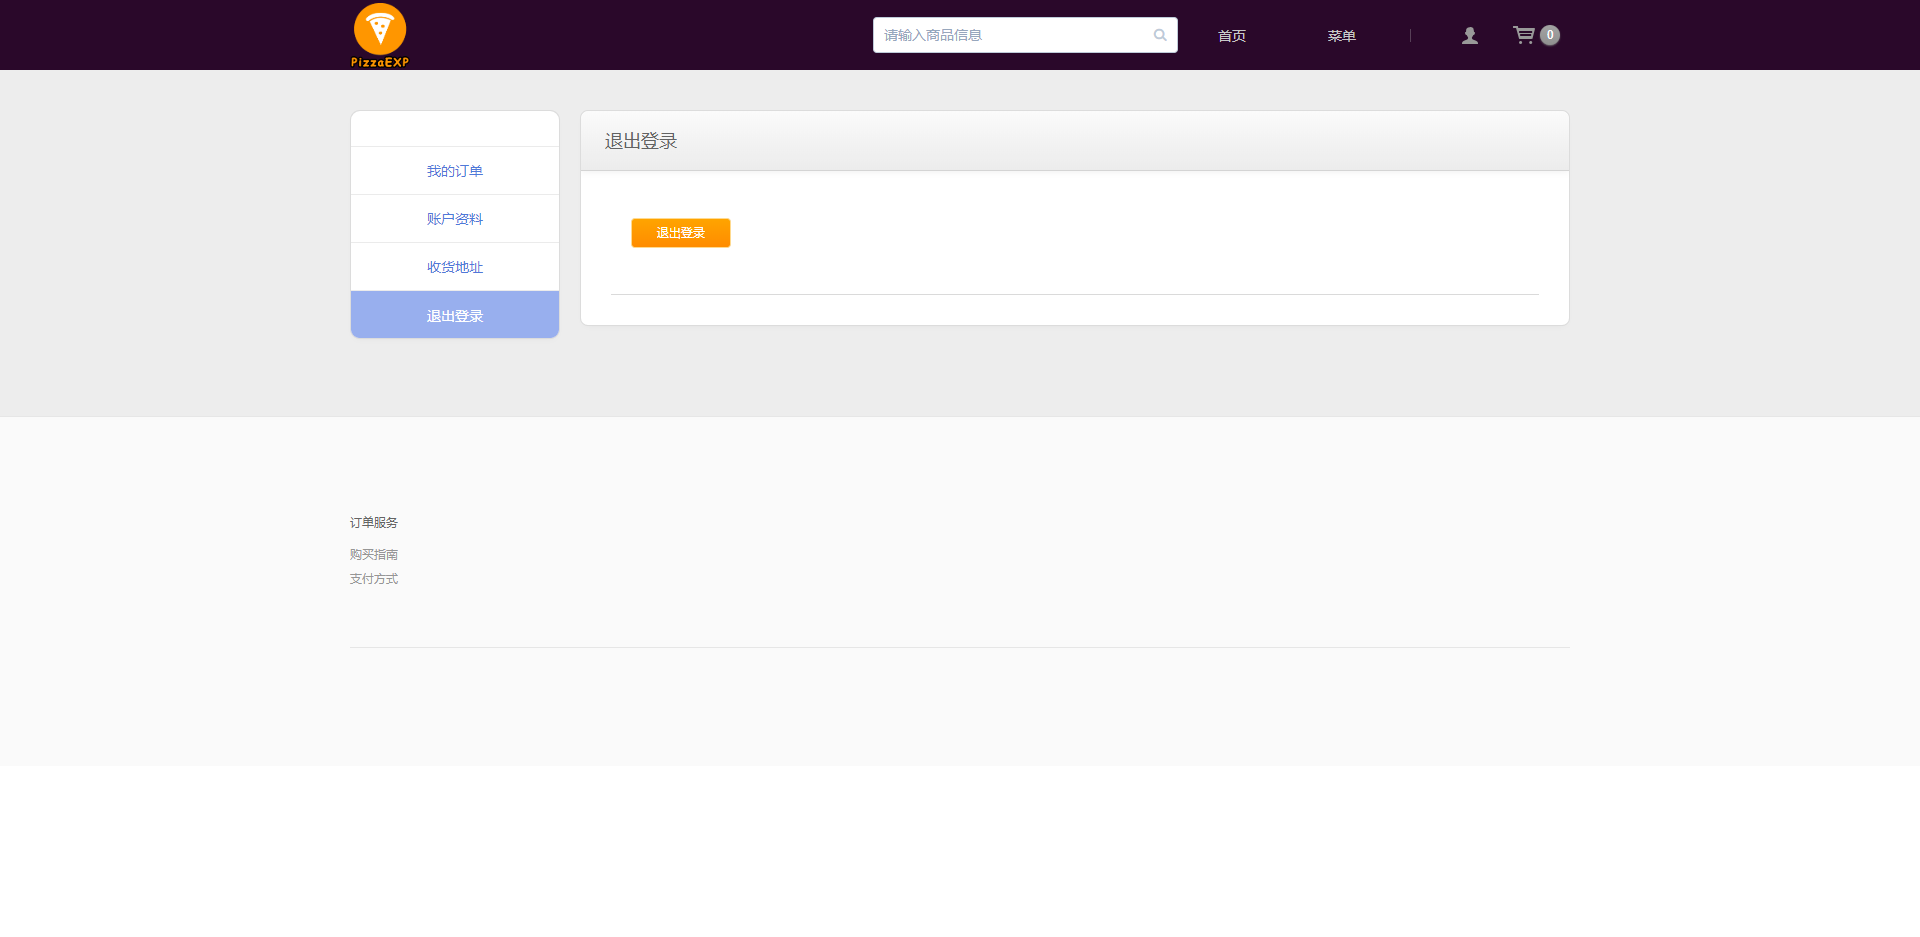 PizzaEXP
请输入商品信息
首页
菜单
0
我的订单
账户资料
收货地址
退出登录
退出登录
退出登录
订单服务
购买指南
支付方式